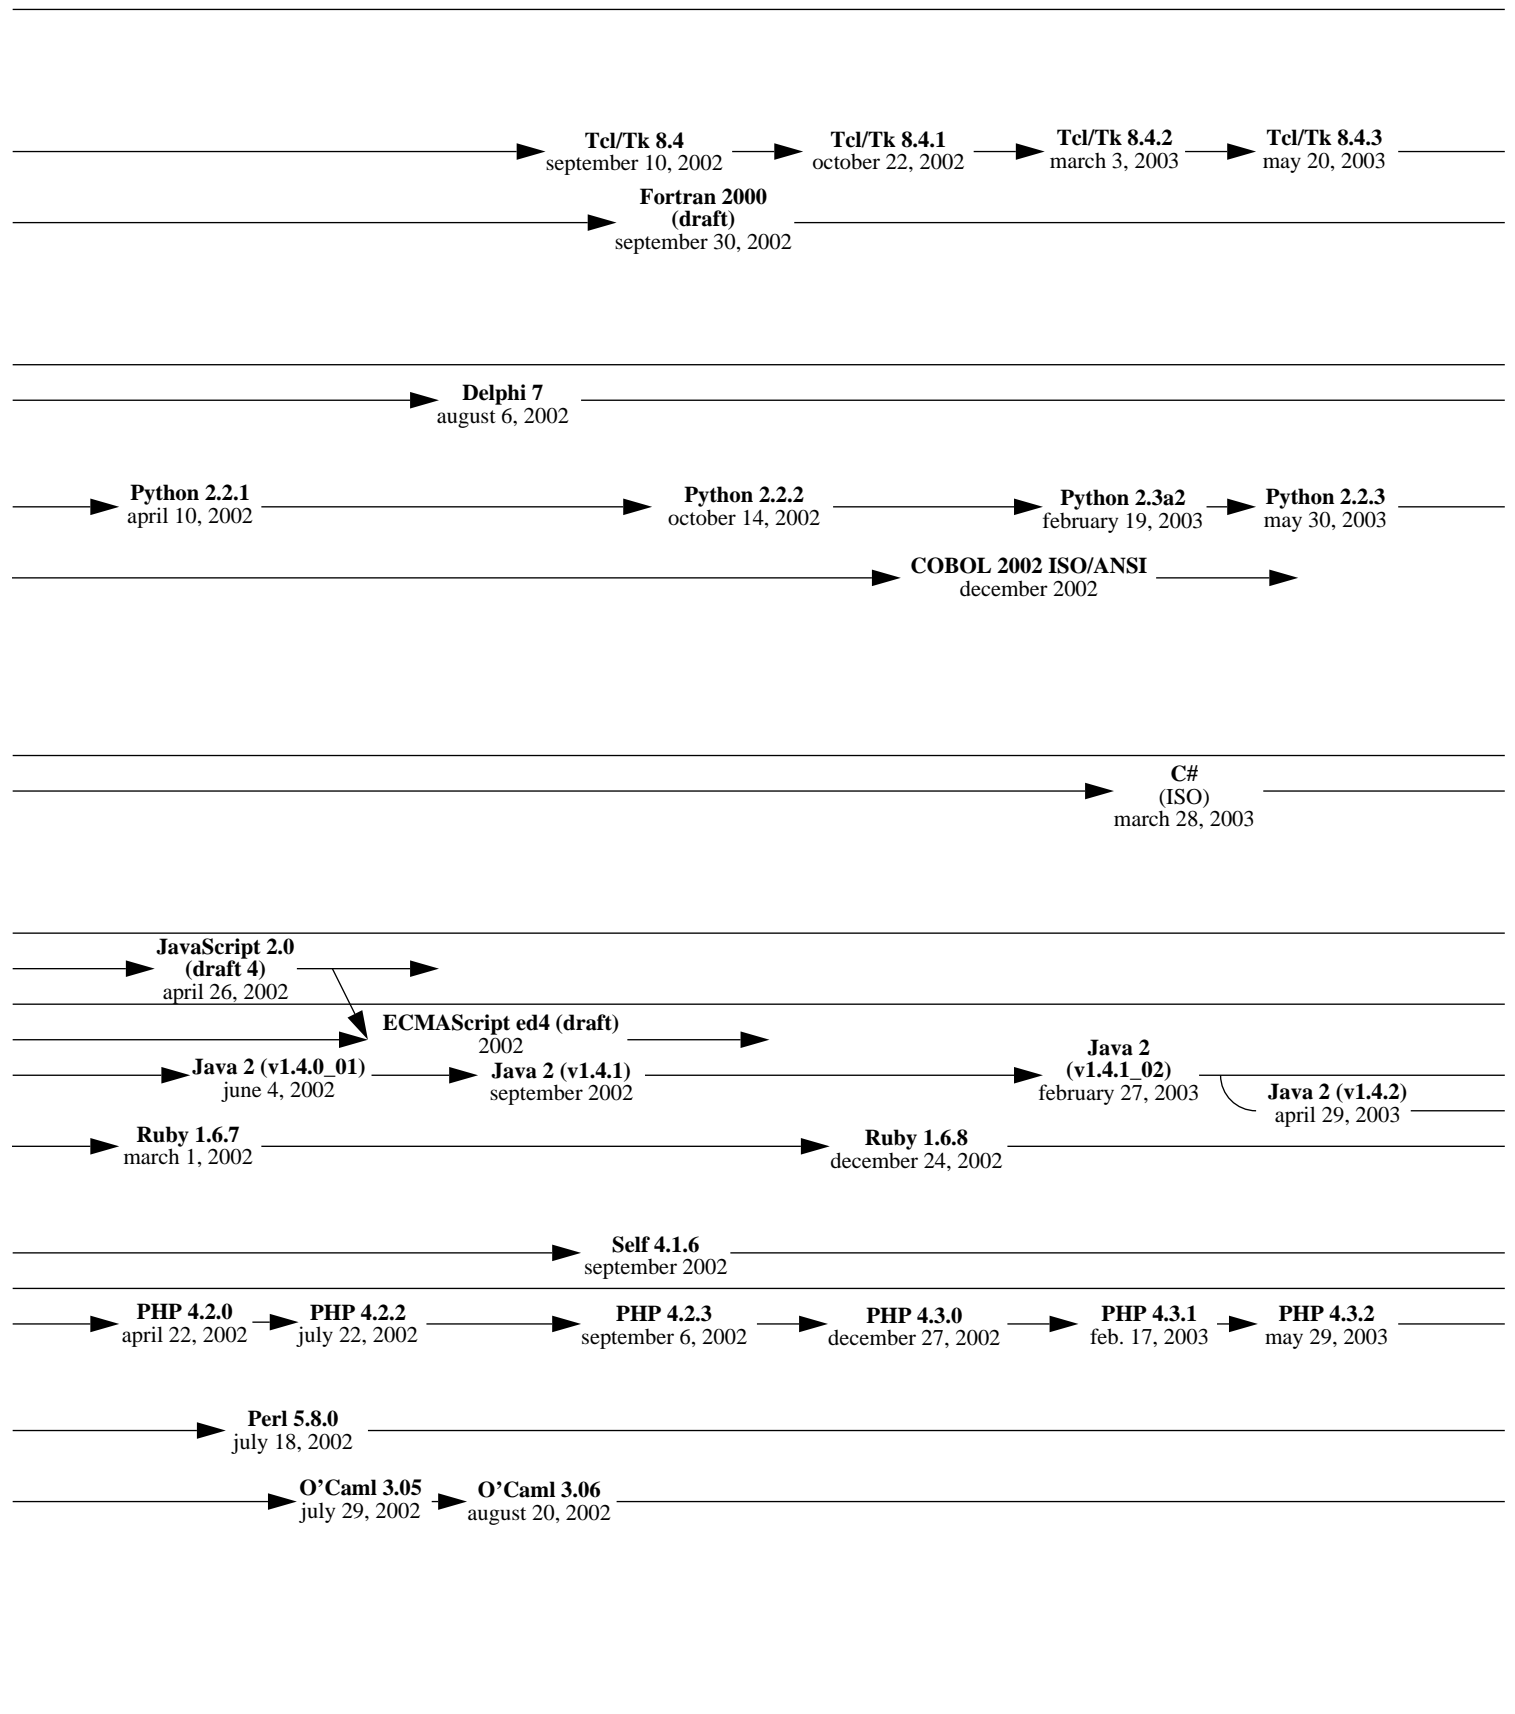 Tcl/Tk 8.4
september 10, 2002
Tcl/Tk 8.4.1
october 22, 2002
Tcl/Tk 8.4.2
march 3, 2003
Tcl/Tk 8.4.3
may 20, 2003
Fortran 2000
(draft)
september 30, 2002
Delphi 7
august 6, 2002
Python 2.2.1
april 10, 2002
Python 2.2.2
october 14, 2002
Python 2.3a2
february 19, 2003
Python 2.2.3
may 30, 2003
COBOL 2002 ISO/ANSI
december 2002
C#
(ISO)
march 28, 2003
JavaScript 2.0
(draft 4)
april 26, 2002
ECMAScript ed4 (draft)
2002
Java 2 (v1.4.0_01)
june 4, 2002
Java 2 (v1.4.1)
september 2002
Java 2
(v1.4.1_02)
february 27, 2003
Java 2 (v1.4.2)
april 29, 2003
Ruby 1.6.7
march 1, 2002
Ruby 1.6.8
december 24, 2002
Self 4.1.6
september 2002
PHP 4.2.0
april 22, 2002
PHP 4.2.2
july 22, 2002
PHP 4.2.3
september 6, 2002
PHP 4.3.0
december 27, 2002
PHP 4.3.1
feb. 17, 2003
PHP 4.3.2
may 29, 2003
Perl 5.8.0
july 18, 2002
O’Caml 3.05
july 29, 2002
O’Caml 3.06
august 20, 2002